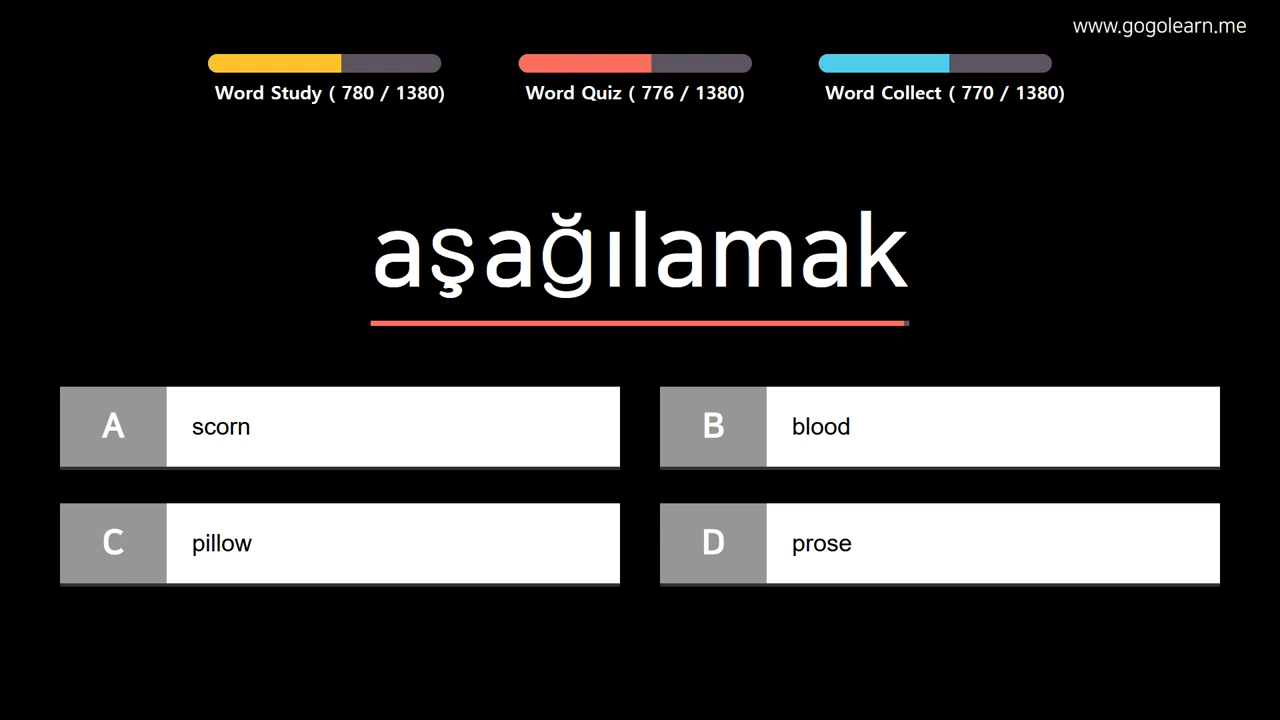 www.gogolearn.me
Word Study ( 780 / 1380)
Word Quiz ( 776 / 1380)
Word Collect ( 770 / 1380)
aşağılamak
A scorn
B blood
C pillow
D prose